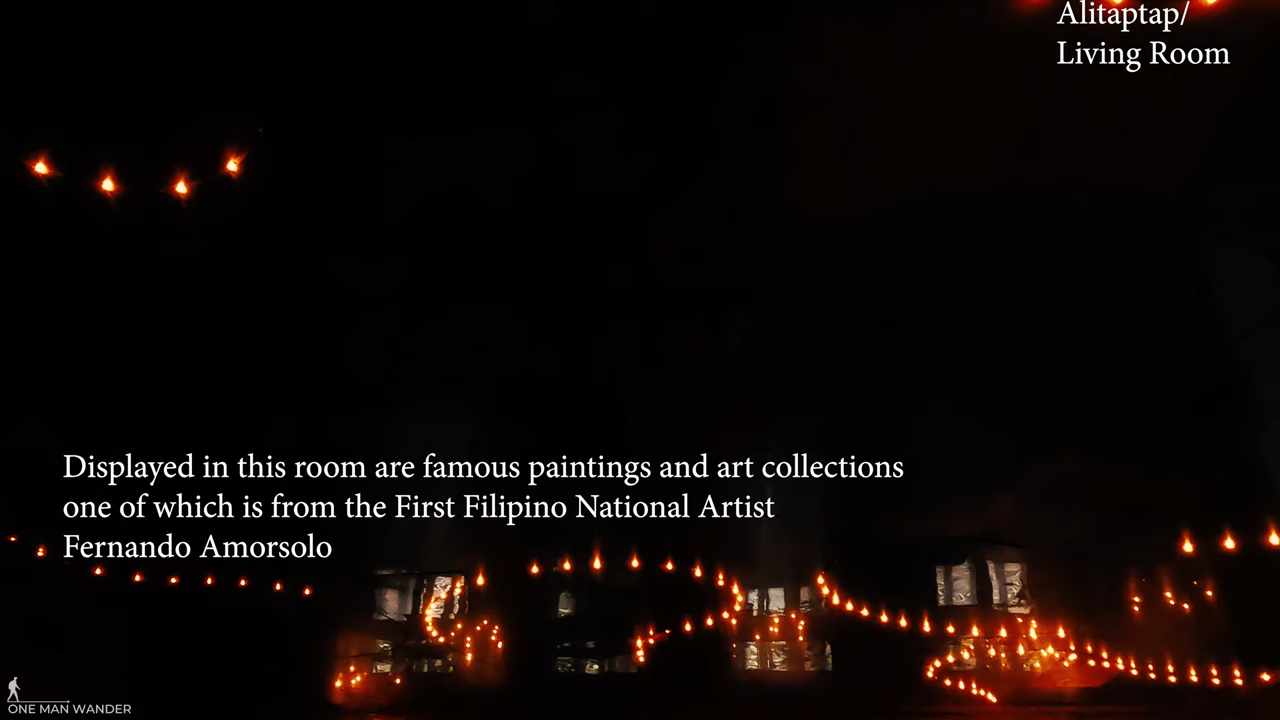 Alitaptap/
Living Room
Displayed in this room are famous paintings and art collections
one of which is from the First Filipino National Artist
Fernando Amorsolo
ONE MAN WANDER